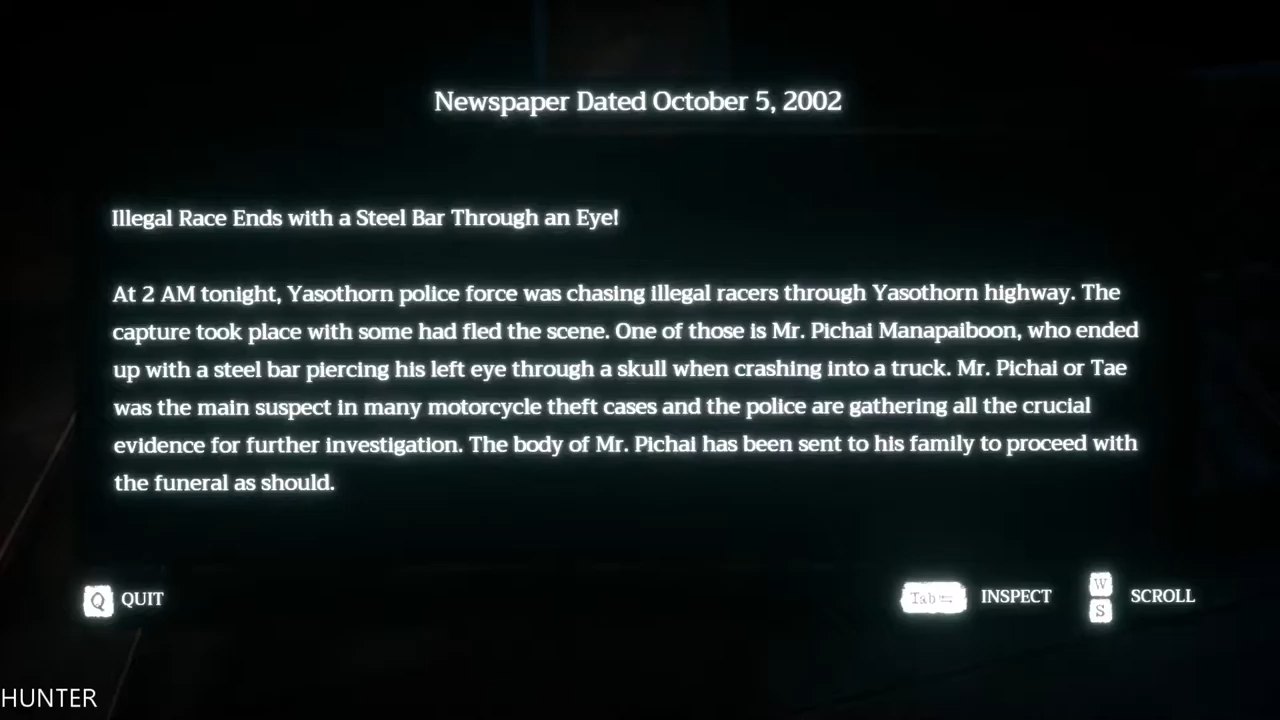 Newspaper Dated October 5, 2002
Illegal Race Ends with a Steel Bar Through an Eye!
At 2 AM tonight, Yasothorn police force was chasing illegal racers through Yasothorn highway. The
capture took place with some had fled the scene. One of those is Mr. Pichai Manapaiboon, who ended
up with a steel bar piercing his left eye through a skull when crashing into a truck. Mr. Pichai or Tae
was the main suspect in many motorcycle theft cases and the police are gathering all the crucial
evidence for further investigation. The body of Mr. Pichai has been sent to his family to proceed with
the funeral as should.
Q QUIT
Tab INSPECT
W
S SCROLL
HUNTER